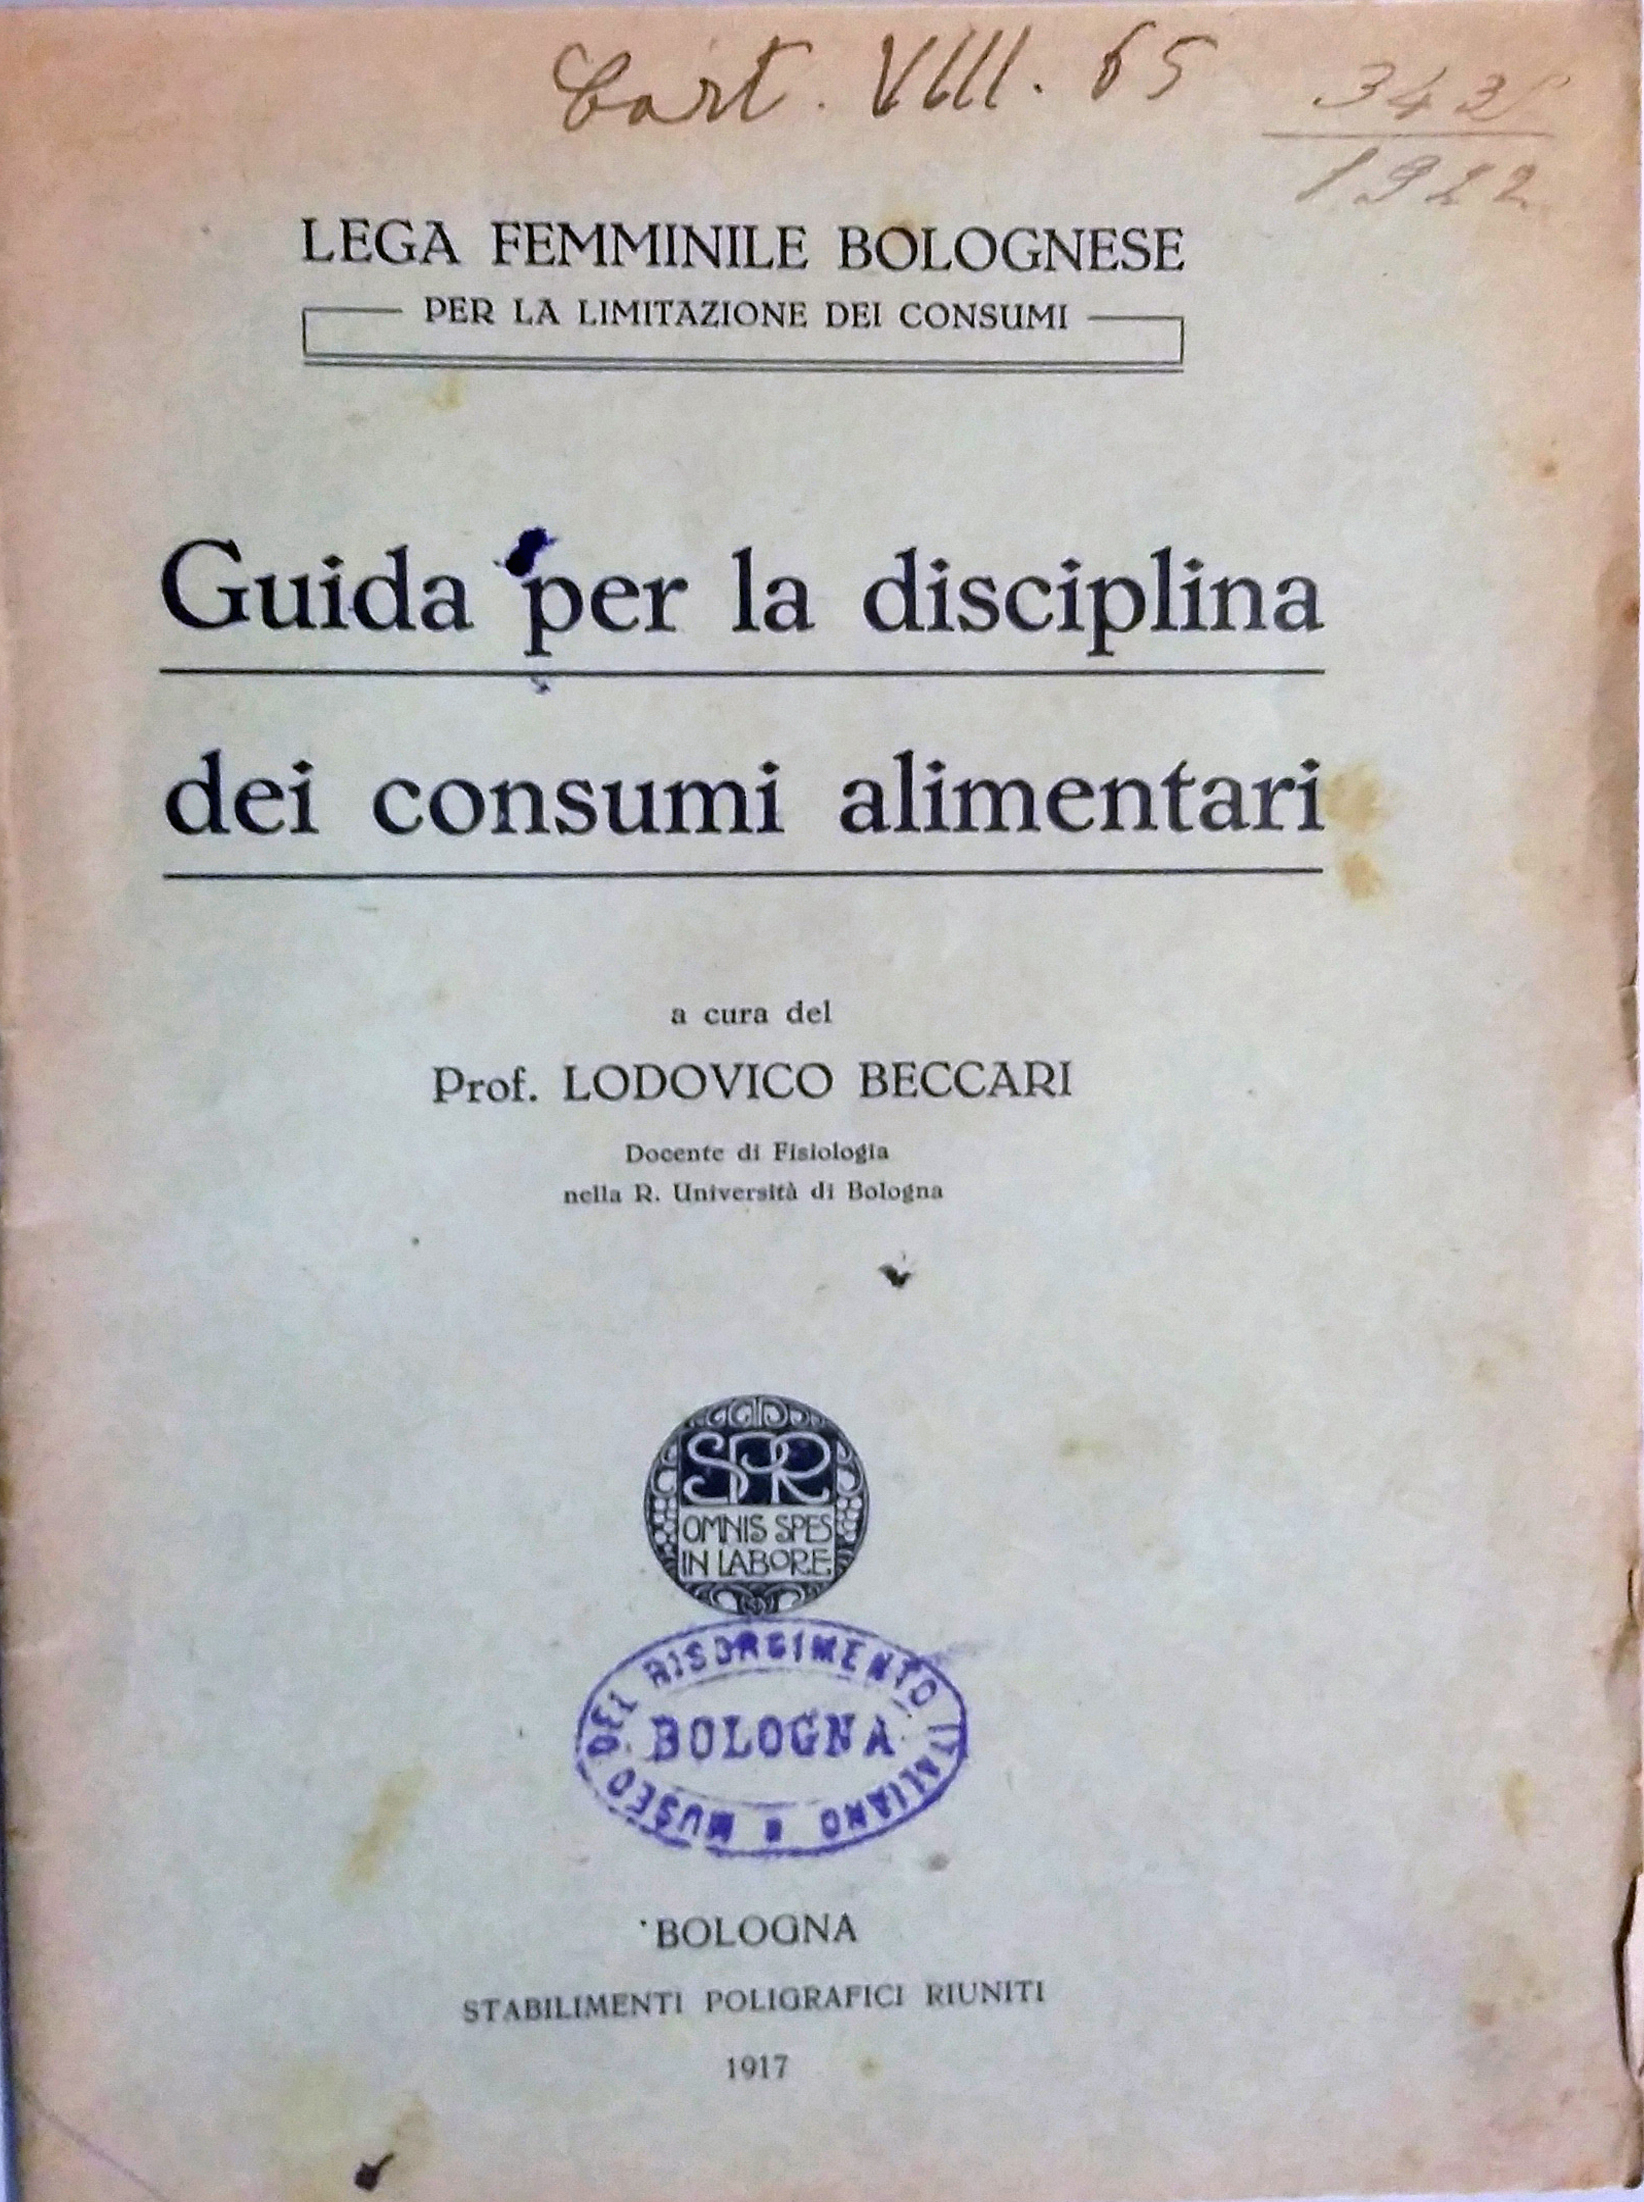 Cart. VIII. 65
1922
LEGA FEMMINILE BOLOGNESE
PER LA LIMITAZIONE DEI CONSUMI
Guida per la disciplina
dei consumi alimentari
a cura del
Prof. LODOVICO BECCARI
Docente di Fisiologia
nella R. Università di Bologna
SPR
OMNIS SPES
IN LABORE
MUSEO DEL RISORGIMENTO ITALIANO
BOLOGNA
BOLOGNA
STABILIMENTI POLIGRAFICI RIUNITI
1917